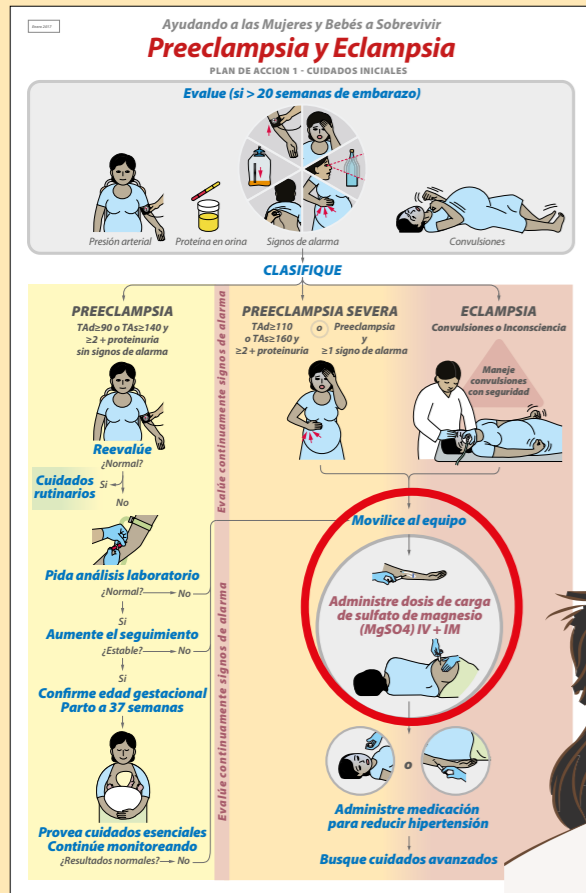 Enero 2017
Ayudando a las Mujeres y Bebés a Sobrevivir
Preeclampsia y Eclampsia
PLAN DE ACCION 1 - CUIDADOS INICIALES
Evalue (si > 20 semanas de embarazo)
Presión arterial
Proteína en orina
Signos de alarma
Convulsiones
CLASIFIQUE
PREECLAMPSIA
TAd≥90 o TAs≥140 y
≥2 + proteinuria
sin signos de alarma
Reevalúe
¿Normal?
Si
Cuidados
rutinarios
No
Pida análisis laboratorio
¿Normal? No
Si
Aumente el seguimiento
¿Estable? No
Si
Confirme edad gestacional
Parto a 37 semanas
Provea cuidados esenciales
Continúe monitoreando
¿Resultados normales? No
Evalúe continuamente signos de alarma
Evalúe continuamente signos de alarma
PREECLAMPSIA SEVERA
TAd≥110
o TAs≥160 y
≥2 + proteinuria
o
Preeclampsia
y
≥1 signo de alarma
ECLAMPSIA
Convulsiones o Inconsciencia
Maneje
convulsiones
con seguridad
Movilice al equipo
Administre dosis de carga
de sulfato de magnesio
(MgSO4) IV + IM
o
Administre medicación
para reducir hipertensión
Busque cuidados avanzados